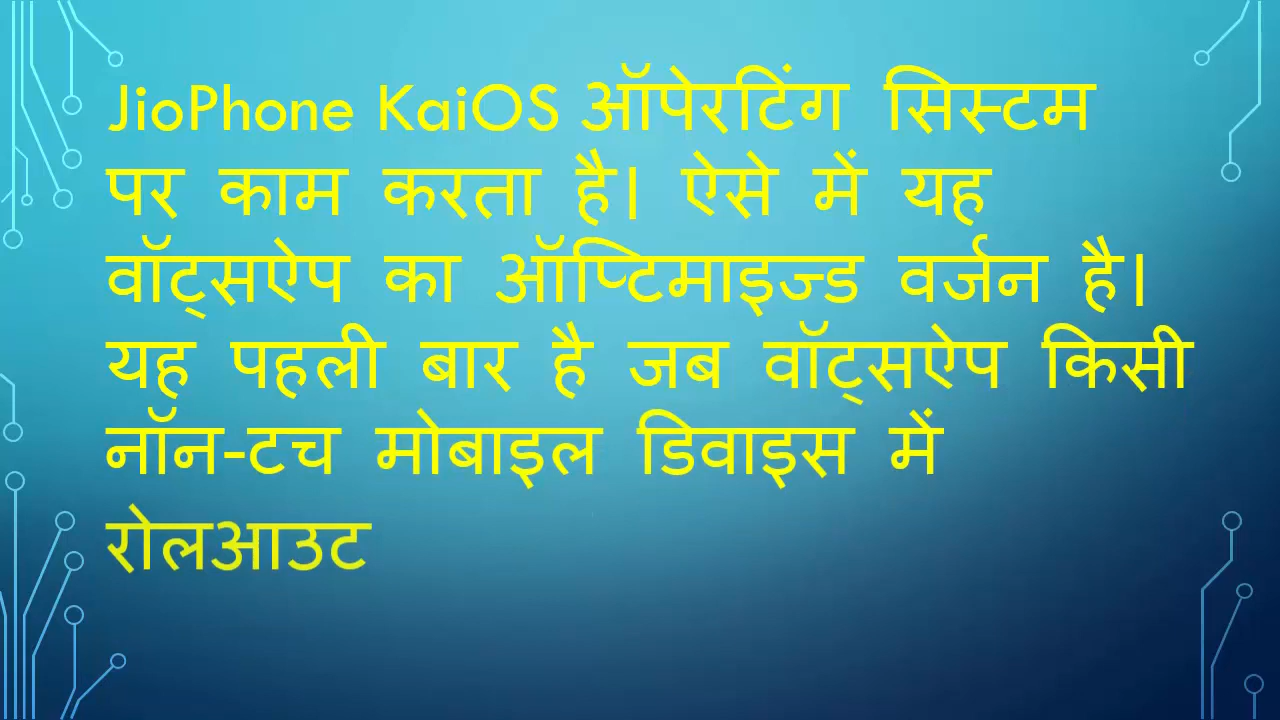 JioPhone KaiOS ऑपेरटिंग सिस्टम
पर काम करता है। ऐसे में यह
वॉट्सऐप का ऑप्टिमाइज्ड वर्जन है।
यह पहली बार है जब वॉट्सऐप किसी
नॉन-टच मोबाइल डिवाइस में
रोलआउट